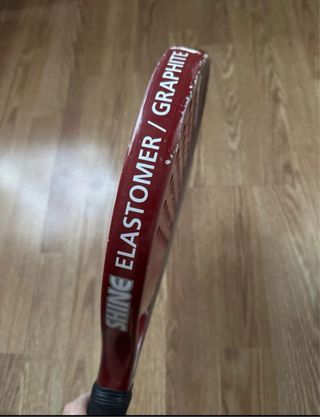 SHINE ELASTOMER / GRAPHITE